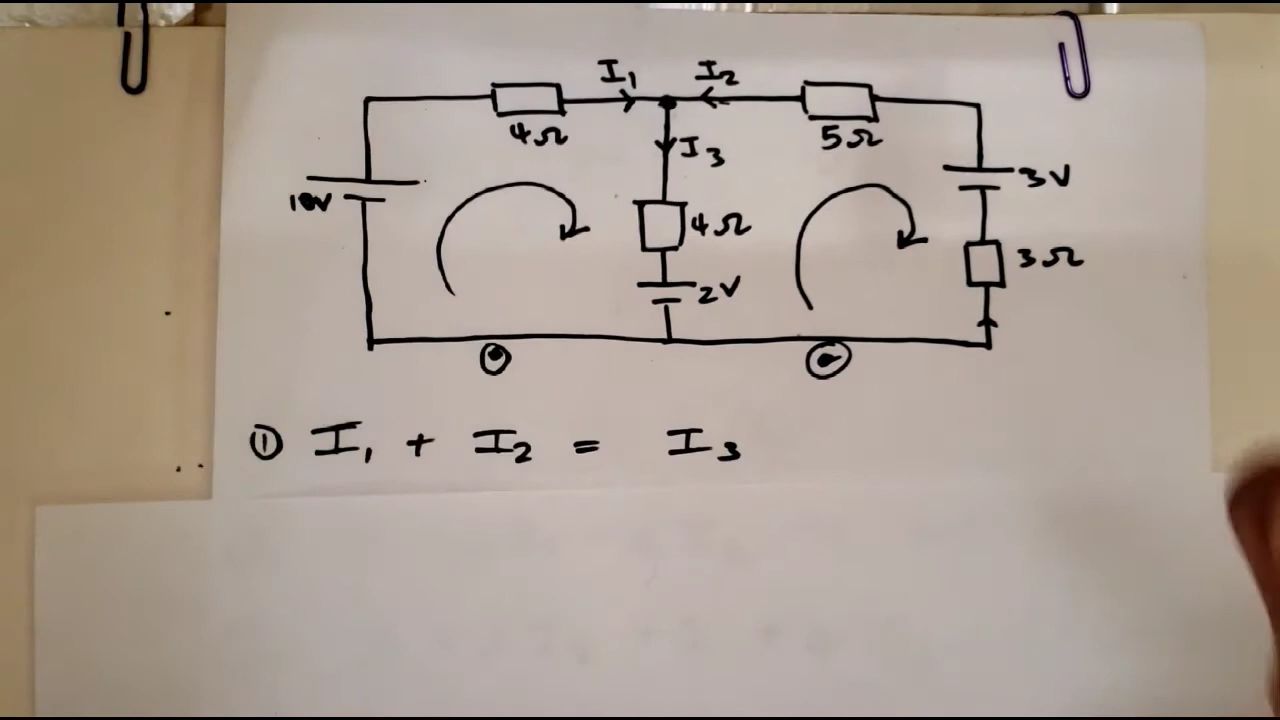 I₁ I₂
4Ω 5Ω
I₃
3V
18V
4Ω
3Ω
2V
① I₁ + I₂ = I₃